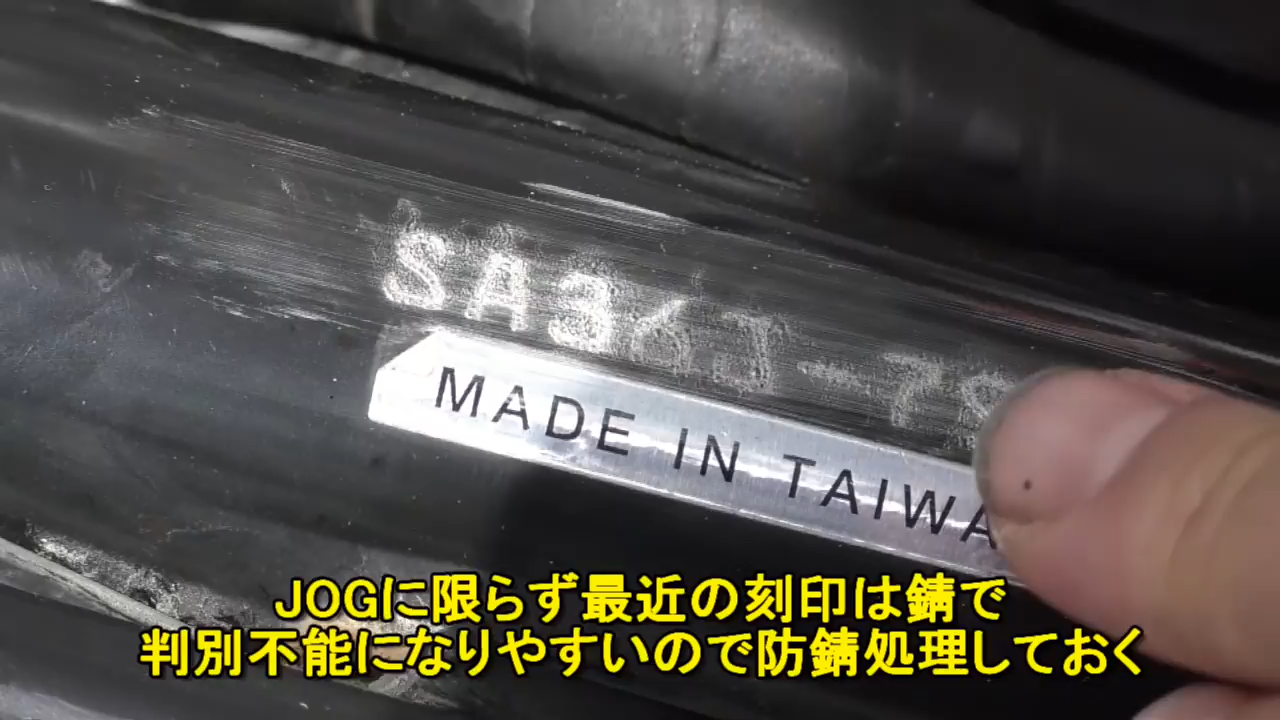 SA36J-78
MADE IN TAIWA
JOGに限らず最近の刻印は錆で
判別不能になりやすいので防錆処理しておく